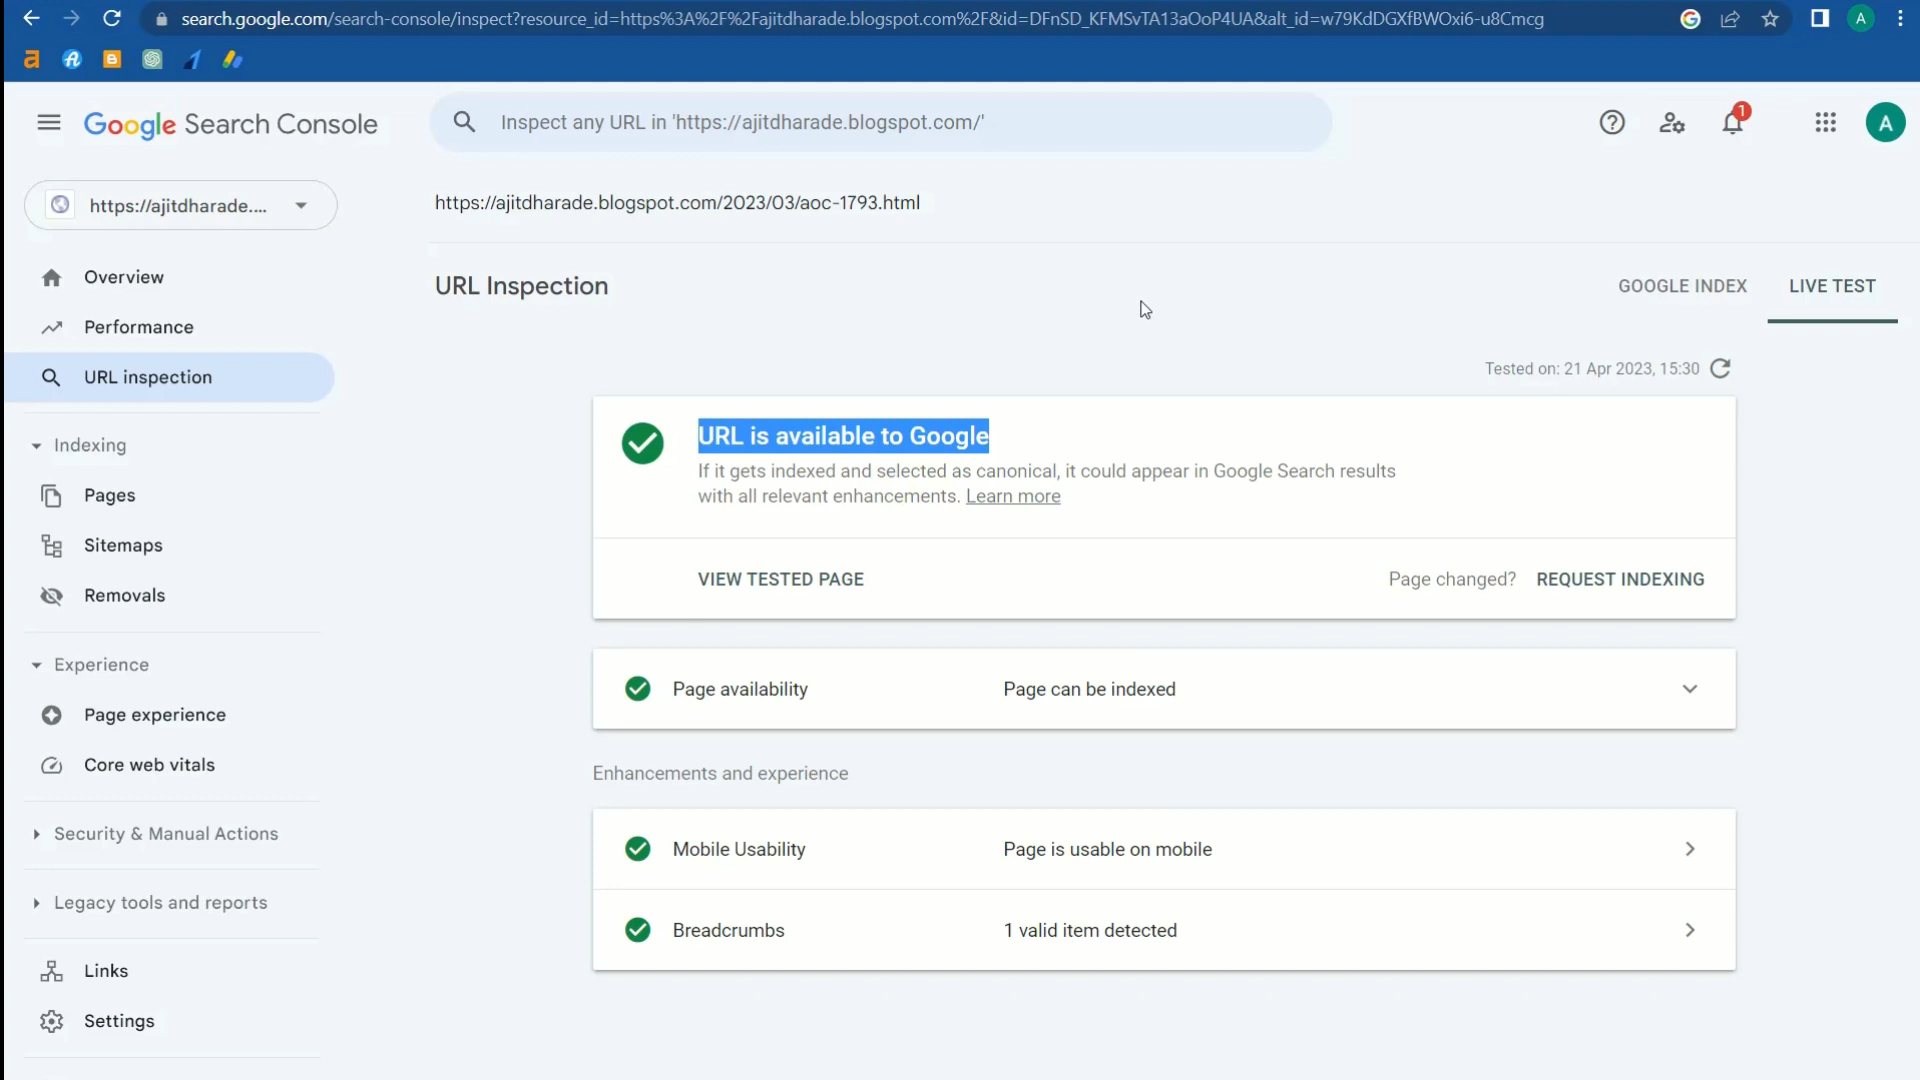 search.google.com/search-console/inspect?resource_id=https%3A%2F%2Fajitdharade.blogspot.com%2F&id=DFnSD_KFMSvTA13aOoP4UA&alt_id=w79KdDGXfBWOxi6-u8Cmcg
A
Google Search Console
Inspect any URL in 'https://ajitdharade.blogspot.com/'
1
A
https://ajitdharade....
https://ajitdharade.blogspot.com/2023/03/aoc-1793.html
Overview
Performance
URL inspection
Indexing
Pages
Sitemaps
Removals
Experience
Page experience
Core web vitals
Security & Manual Actions
Legacy tools and reports
Links
Settings
URL Inspection
GOOGLE INDEX
LIVE TEST
Tested on: 21 Apr 2023, 15:30
URL is available to Google
If it gets indexed and selected as canonical, it could appear in Google Search results
with all relevant enhancements. Learn more
VIEW TESTED PAGE
Page changed? REQUEST INDEXING
Page availability Page can be indexed
Enhancements and experience
Mobile Usability Page is usable on mobile
Breadcrumbs 1 valid item detected